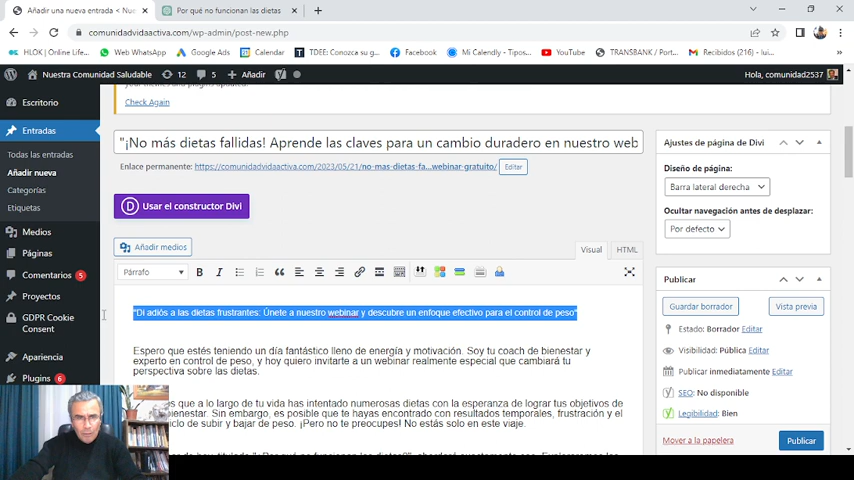 Añadir una nueva entrada < Nue
Por qué no funcionan las dietas
comunidadvidaactiva.com/wp-admin/post-new.php
HLOK | Online Life...
Web WhatsApp
Google Ads
Calendar
TDEE: Conozca su g...
Facebook
Mi Calendly - Tipos...
YouTube
TRANSBANK / Port...
Recibidos (216) - lui...
Nuestra Comunidad Saludable
12
5
Añadir
Hola, comunidad2537
Check Again
Escritorio
Entradas
Todas las entradas
Añadir nueva
Categorías
Etiquetas
Medios
Páginas
Comentarios 5
Proyectos
GDPR Cookie
Consent
Apariencia
Plugins 6
"¡No más dietas fallidas! Aprende las claves para un cambio duradero en nuestro web
Enlace permanente: https://comunidadvidaactiva.com/2023/05/21/no-mas-dietas-fa...webinar-gratuito/ Editar
Usar el constructor Divi
Añadir medios
Visual
HTML
Párrafo
"Di adiós a las dietas frustrantes: Únete a nuestro webinar y descubre un enfoque efectivo para el control de peso"
Espero que estés teniendo un día fantástico lleno de energía y motivación. Soy tu coach de bienestar y
experto en control de peso, y hoy quiero invitarte a un webinar realmente especial que cambiará tu
perspectiva sobre las dietas.
os que a lo largo de tu vida has intentado numerosas dietas con la esperanza de lograr tus objetivos de
bienestar. Sin embargo, es posible que te hayas encontrado con resultados temporales, frustración y el
iclo de subir y bajar de peso. ¡Pero no te preocupes! No estás solo en este viaje.
Ajustes de página de Divi
Diseño de página:
Barra lateral derecha
Ocultar navegación antes de desplazar:
Por defecto
Publicar
Guardar borrador
Vista previa
Estado: Borrador Editar
Visibilidad: Pública Editar
Publicar inmediatamente Editar
SEO: No disponible
Legibilidad: Bien
Mover a la papelera
Publicar